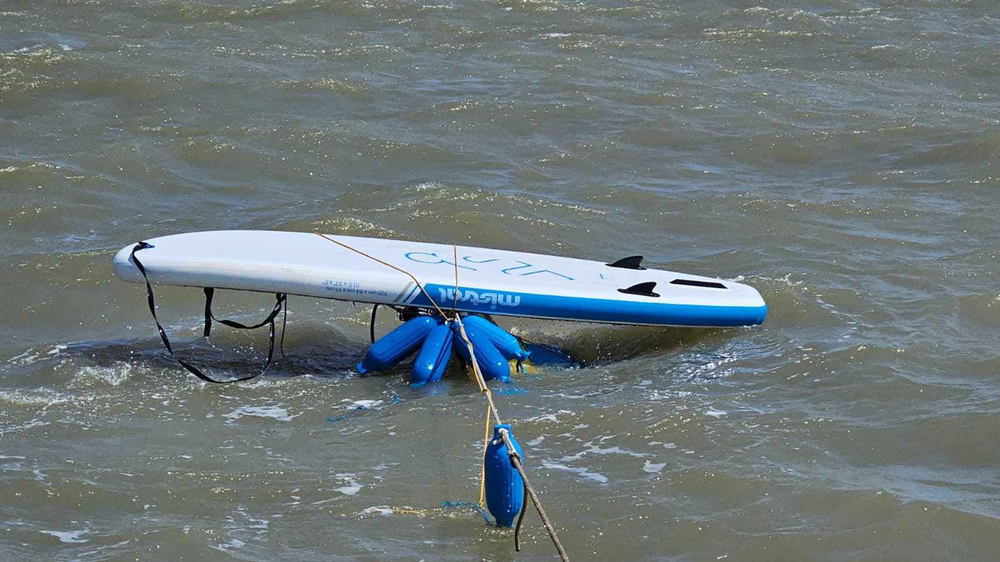 mistral
320 cm x 84 cm x 15 cm
10.5' x 33" x 6"